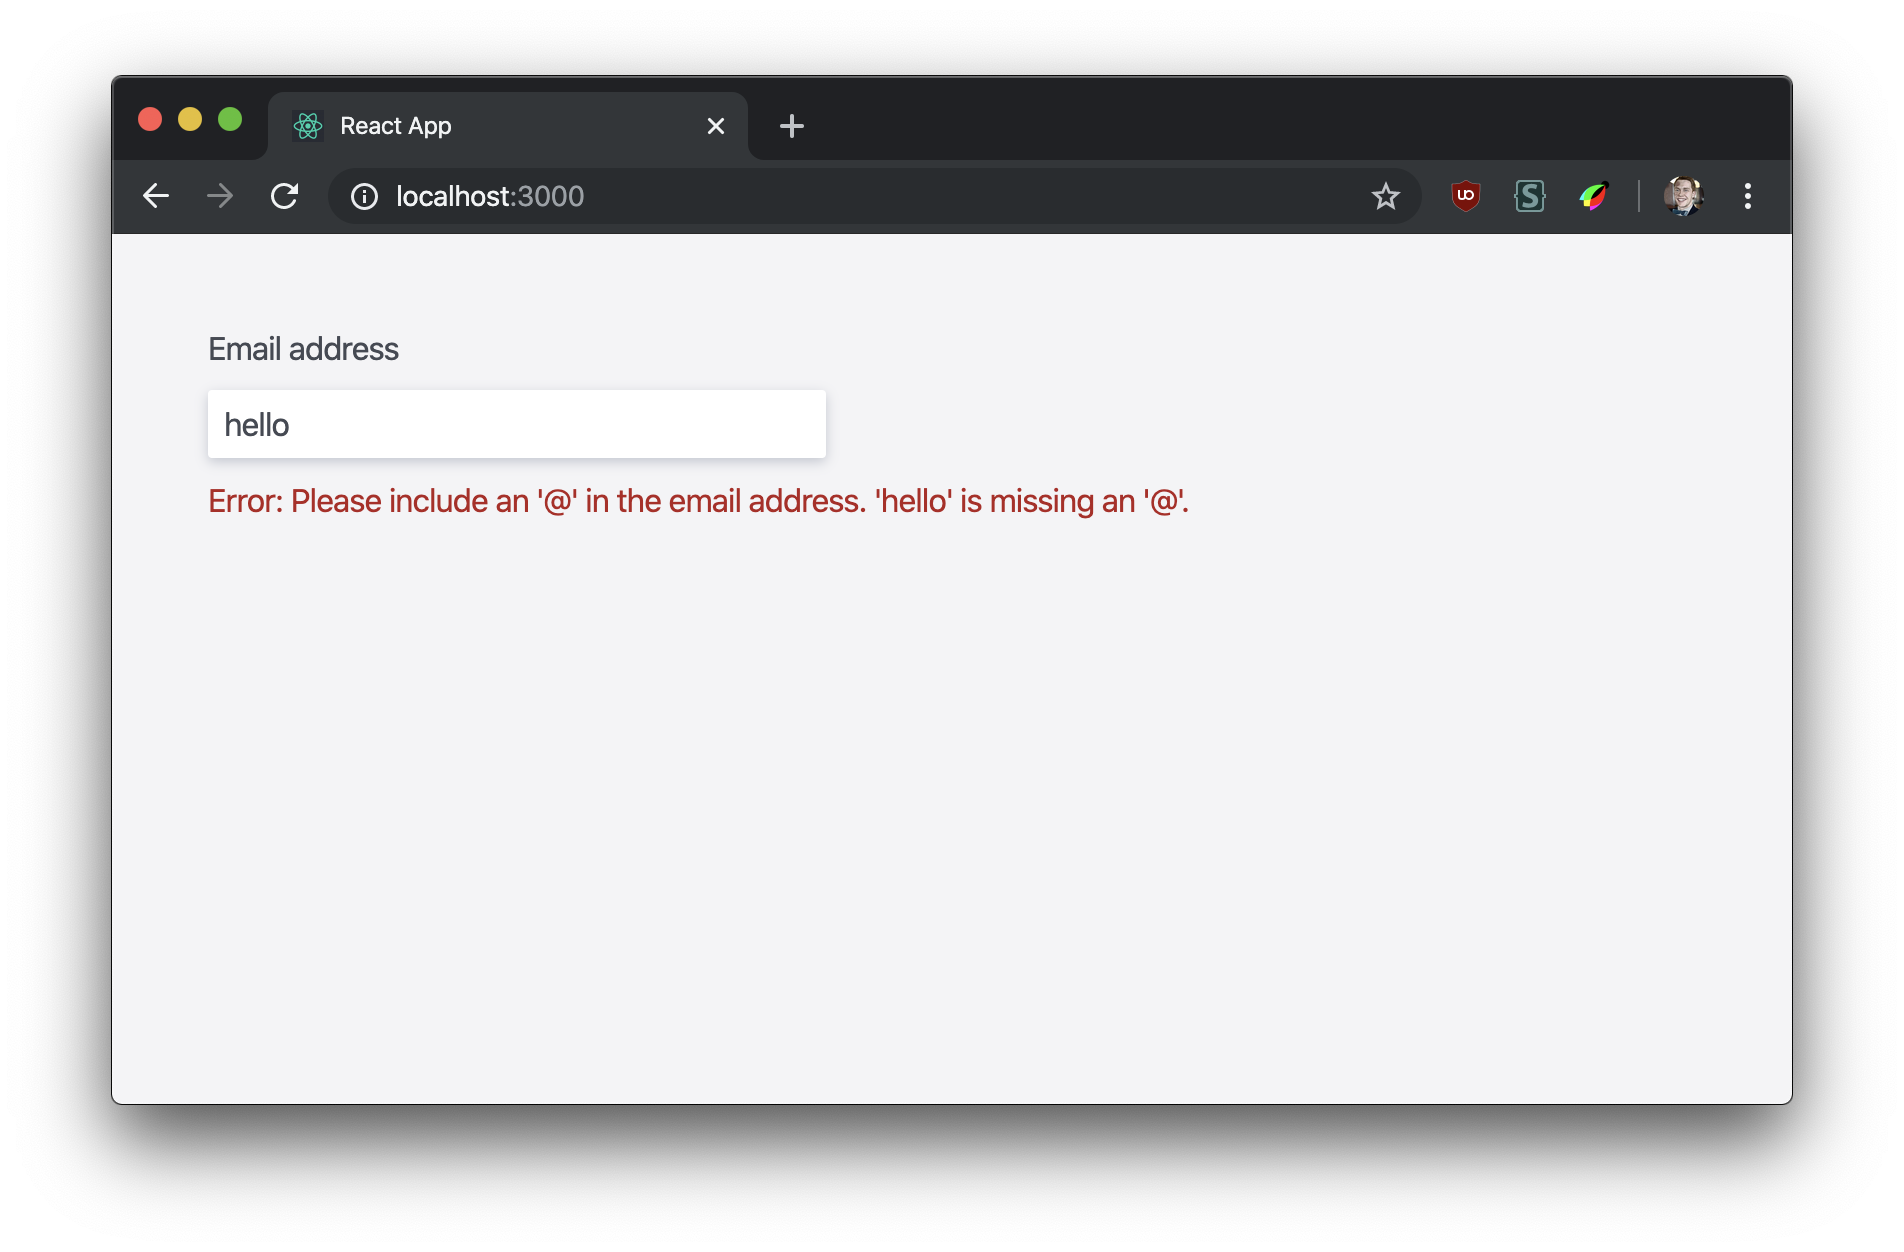 React App
localhost:3000
Email address
hello
Error: Please include an '@' in the email address. 'hello' is missing an '@'.